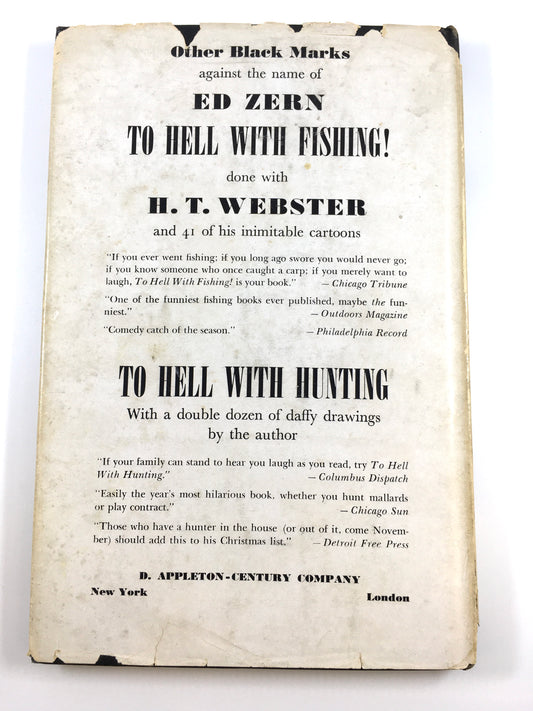 Other Black Marks
against the name of
ED ZERN
TO HELL WITH FISHING!
done with
H. T. WEBSTER
and 41 of his inimitable cartoons
"If you ever went fishing; if you long ago swore you would never go;
if you know someone who once caught a carp; if you merely want to
laugh, To Hell With Fishing! is your book." — Chicago Tribune
"One of the funniest fishing books ever published, maybe the fun-
niest." — Outdoors Magazine
"Comedy catch of the season." — Philadelphia Record
TO HELL WITH HUNTING
With a double dozen of daffy drawings
by the author
"If your family can stand to hear you laugh as you read, try To Hell
With Hunting." — Columbus Dispatch
"Easily the year's most hilarious book, whether you hunt mallards
or play contract." — Chicago Sun
"Those who have a hunter in the house (or out of it, come Novem-
ber) should add this to his Christmas list." — Detroit Free Press
D. APPLETON-CENTURY COMPANY
New York London